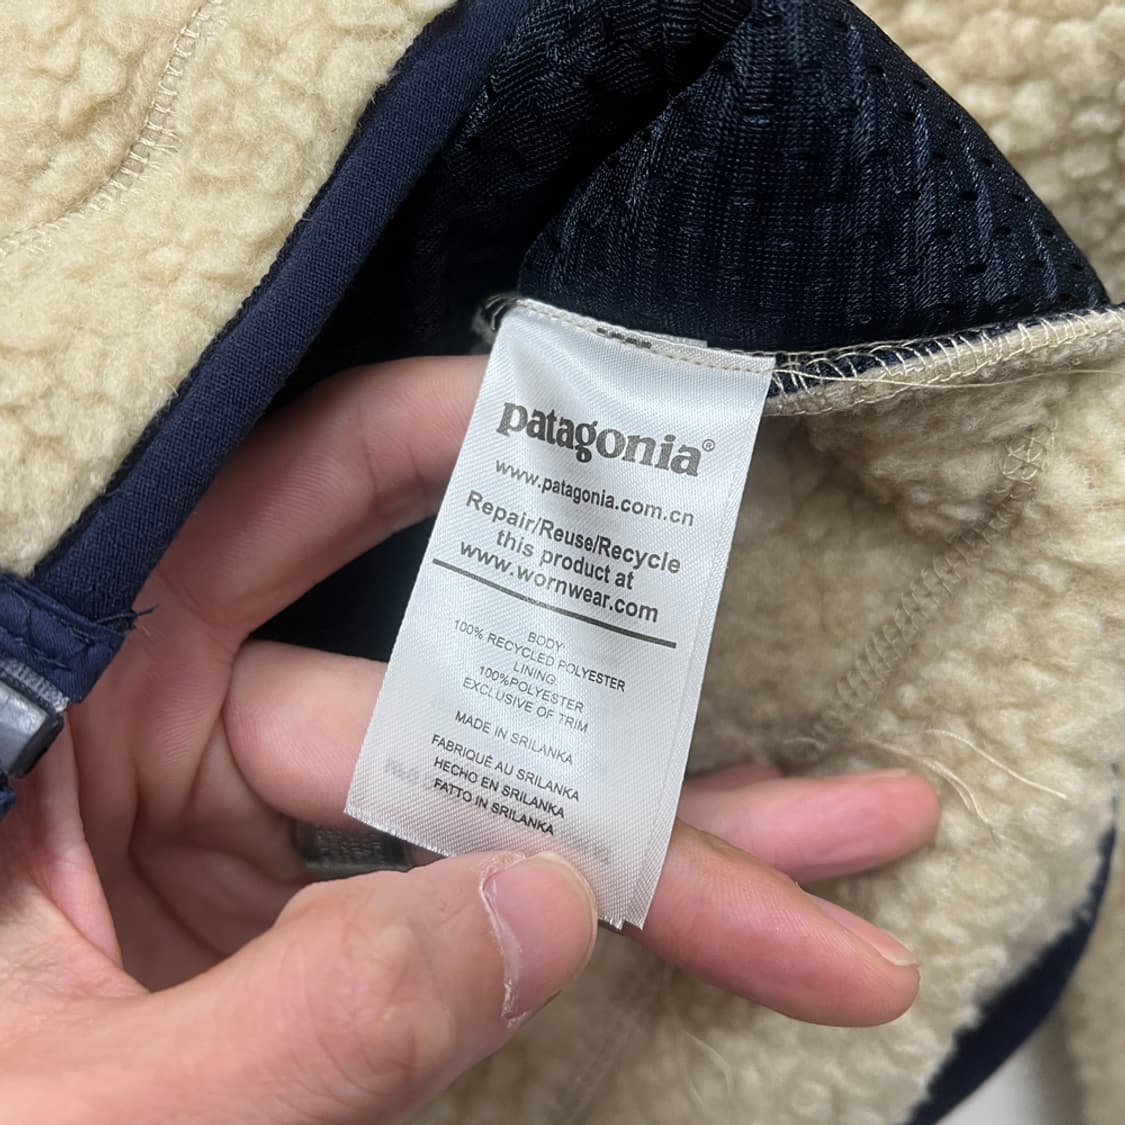 patagonia®
www.patagonia.com.cn
Repair/Reuse/Recycle
this product at
www.wornwear.com
BODY:
100% RECYCLED POLYESTER
LINING:
100%POLYESTER
EXCLUSIVE OF TRIM
MADE IN SRILANKA
FABRIQUÉ AU SRILANKA
HECHO EN SRILANKA
FATTO IN SRILANKA